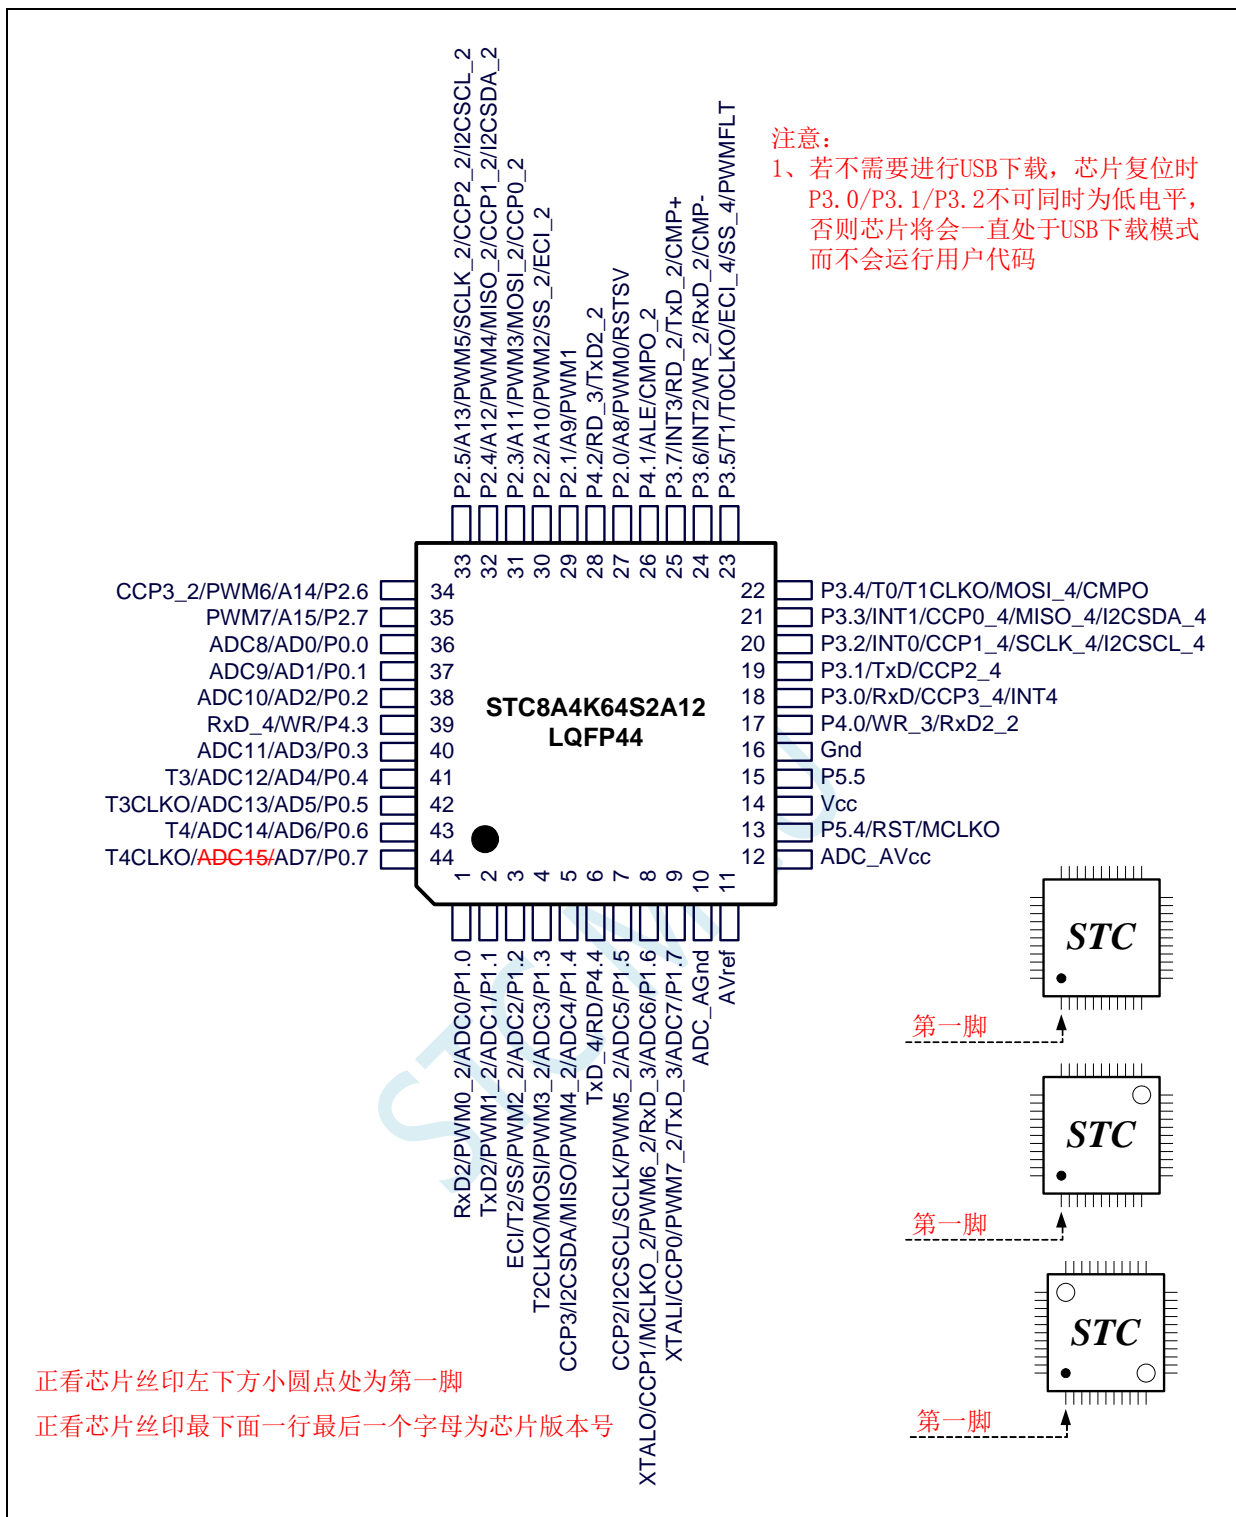 注意：
1、若不需要进行USB下载，芯片复位时
P3.0/P3.1/P3.2不可同时为低电平，
否则芯片将会一直处于USB下载模式
而不会运行用户代码
P2.5/A13/PWM5/SCLK_2/CCP2_2/I2CSCL_2
P2.4/A12/PWM4/MISO_2/CCP1_2/I2CSDA_2
P2.3/A11/PWM3/MOSI_2/CCP0_2
P2.2/A10/PWM2/SS_2/ECI_2
P2.1/A9/PWM1
P4.2/RD_3/TxD2_2
P2.0/A8/PWM0/RSTSV
P4.1/ALE/CMPO_2
P3.7/INT3/RD_2/TxD_2/CMP+
P3.6/INT2/WR_2/RxD_2/CMP-
P3.5/T1/T0CLKO/ECI_4/SS_4/PWMFLT
33 32 31 30 29 28 27 26 25 24 23
CCP3_2/PWM6/A14/P2.6 34
PWM7/A15/P2.7 35
ADC8/AD0/P0.0 36
ADC9/AD1/P0.1 37
ADC10/AD2/P0.2 38
RxD_4/WR/P4.3 39
ADC11/AD3/P0.3 40
T3/ADC12/AD4/P0.4 41
T3CLKO/ADC13/AD5/P0.5 42
T4/ADC14/AD6/P0.6 43
T4CLKO/ADC15/AD7/P0.7 44
STC8A4K64S2A12
LQFP44
22 P3.4/T0/T1CLKO/MOSI_4/CMPO
21 P3.3/INT1/CCP0_4/MISO_4/I2CSDA_4
20 P3.2/INT0/CCP1_4/SCLK_4/I2CSCL_4
19 P3.1/TxD/CCP2_4
18 P3.0/RxD/CCP3_4/INT4
17 P4.0/WR_3/RxD2_2
16 Gnd
15 P5.5
14 Vcc
13 P5.4/RST/MCLKO
12 ADC_AVcc
1 2 3 4 5 6 7 8 9 10 11
RxD2/PWM0_2/ADC0/P1.0
TxD2/PWM1_2/ADC1/P1.1
ECI/T2/SS/PWM2_2/ADC2/P1.2
T2CLKO/MOSI/PWM3_2/ADC3/P1.3
CCP3/I2CSDA/MISO/PWM4_2/ADC4/P1.4
TxD_4/RD/P4.4
CCP2/I2CSCL/SCLK/PWM5_2/ADC5/P1.5
XTALO/CCP1/MCLKO_2/PWM6_2/RxD_3/ADC6/P1.6
XTALI/CCP0/PWM7_2/TxD_3/ADC7/P1.7
ADC_AGnd
AVref
STC
第一脚
STC
第一脚
STC
第一脚
正看芯片丝印左下方小圆点处为第一脚
正看芯片丝印最下面一行最后一个字母为芯片版本号